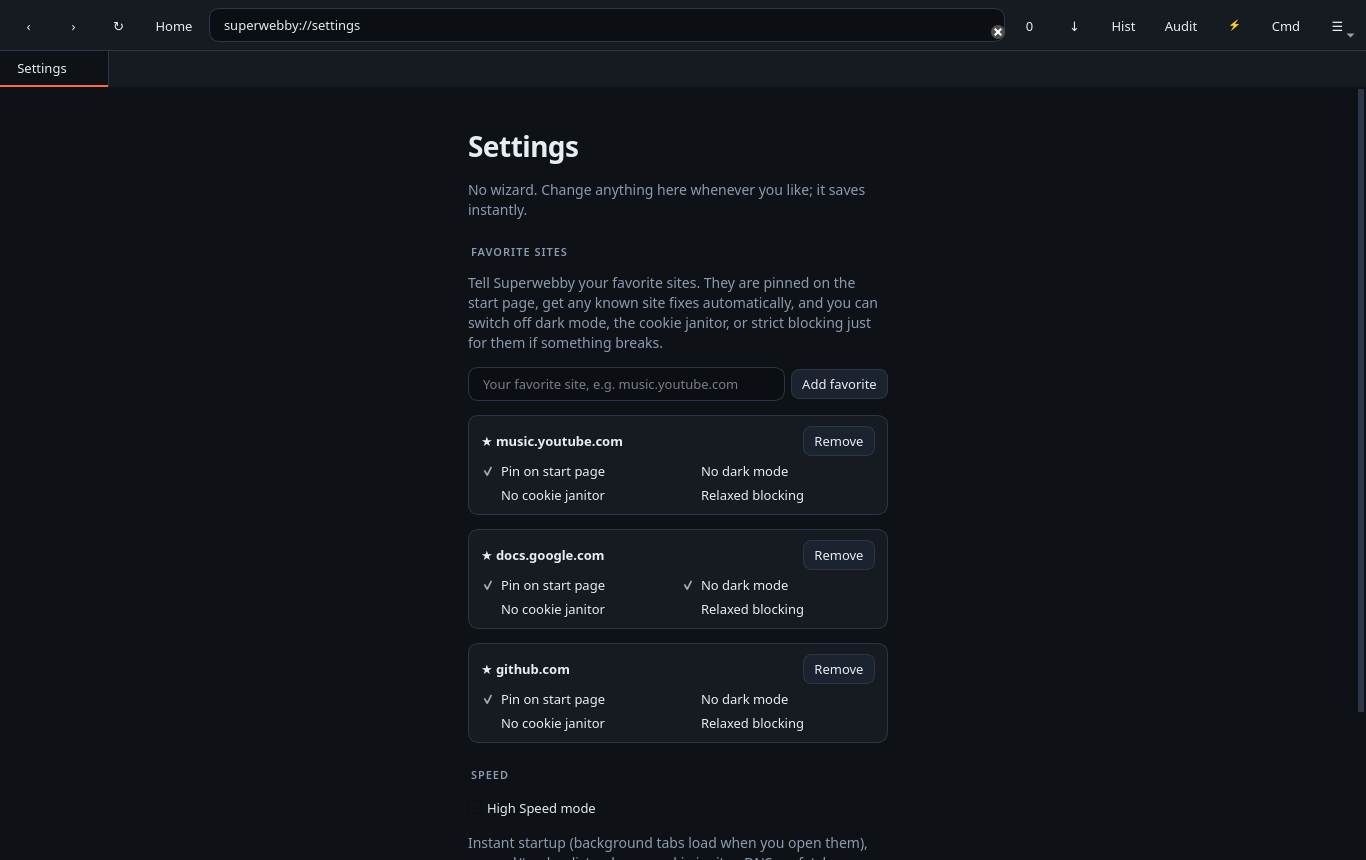 ‹ › ↻ Home superwebby://settings 0 ↓ Hist Audit ⚡ Cmd ☰
Settings
Settings
No wizard. Change anything here whenever you like; it saves
instantly.
FAVORITE SITES
Tell Superwebby your favorite sites. They are pinned on the
start page, get any known site fixes automatically, and you can
switch off dark mode, the cookie janitor, or strict blocking just
for them if something breaks.
Your favorite site, e.g. music.youtube.com Add favorite
★ music.youtube.com Remove
✓ Pin on start page No dark mode
No cookie janitor Relaxed blocking
★ docs.google.com Remove
✓ Pin on start page ✓ No dark mode
No cookie janitor Relaxed blocking
★ github.com Remove
✓ Pin on start page No dark mode
No cookie janitor Relaxed blocking
SPEED
High Speed mode
Instant startup (background tabs load when you open them),